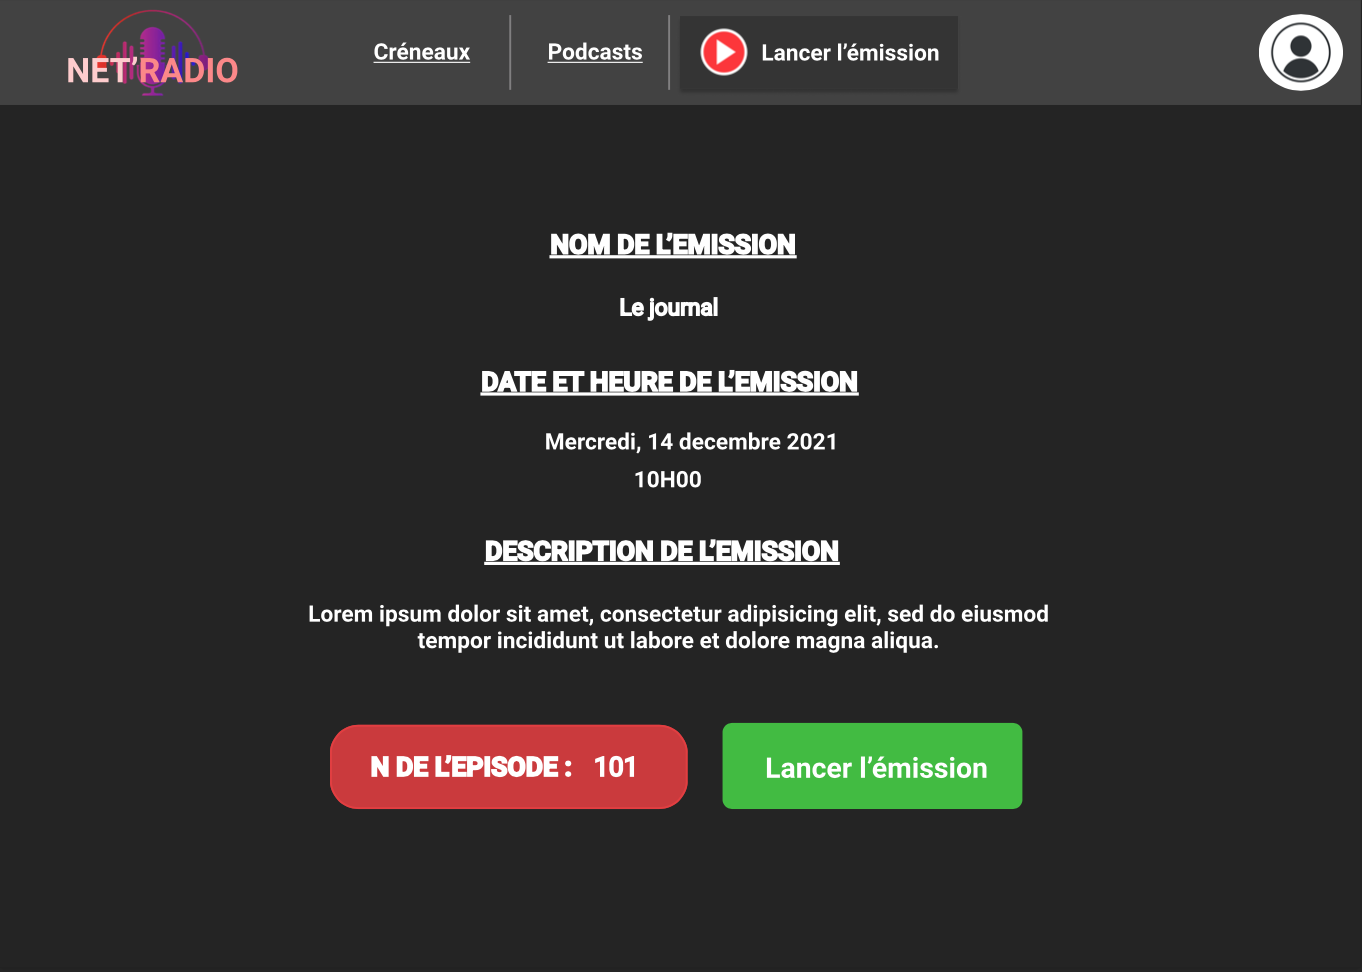 NET’RADIO
Créneaux
Podcasts
Lancer l’émission
NOM DE L’EMISSION
Le journal
DATE ET HEURE DE L’EMISSION
Mercredi, 14 decembre 2021
10H00
DESCRIPTION DE L’EMISSION
Lorem ipsum dolor sit amet, consectetur adipisicing elit, sed do eiusmod
tempor incididunt ut labore et dolore magna aliqua.
N DE L’EPISODE : 101
Lancer l’émission